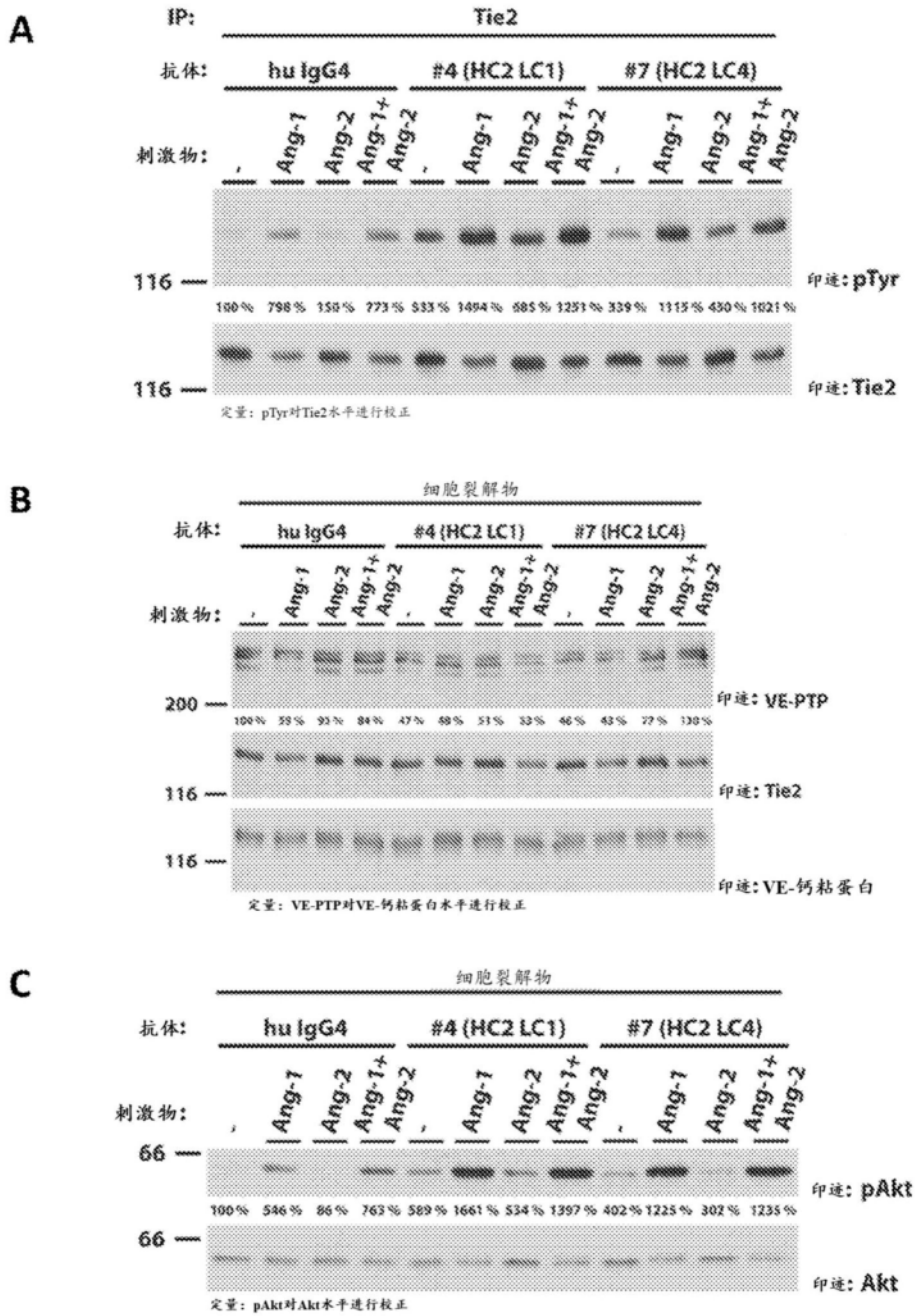 A
IP: Tie2
抗体: hu IgG4 #4 (HC2 LC1) #7 (HC2 LC4)
刺激物: - Ang-1 Ang-2 Ang-1+ Ang-2 - Ang-1 Ang-2 Ang-1+ Ang-2 - Ang-1 Ang-2 Ang-1+ Ang-2
116
印迹: pTyr
100 % 798 % 150 % 773 % 533 % 1494 % 685 % 1251 % 339 % 1115 % 430 % 1021 %
116
印迹: Tie2
定量: pTyr对Tie2水平进行校正
B
细胞裂解物
抗体: hu IgG4 #4 (HC2 LC1) #7 (HC2 LC4)
刺激物: - Ang-1 Ang-2 Ang-1+ Ang-2 - Ang-1 Ang-2 Ang-1+ Ang-2 - Ang-1 Ang-2 Ang-1+ Ang-2
200
印迹: VE-PTP
100 % 84 % 47 % 46 % 43 % 77 %
116
印迹: Tie2
116
印迹: VE-钙粘蛋白
定量: VE-PTP对VE-钙粘蛋白水平进行校正
C
细胞裂解物
抗体: hu IgG4 #4 (HC2 LC1) #7 (HC2 LC4)
刺激物: - Ang-1 Ang-2 Ang-1+ Ang-2 - Ang-1 Ang-2 Ang-1+ Ang-2 - Ang-1 Ang-2 Ang-1+ Ang-2
66
印迹: pAkt
100 % 546 % 86 % 763 % 589 % 1661 % 534 % 1397 % 402 % 1225 % 302 % 1235 %
66
印迹: Akt
定量: pAkt对Akt水平进行校正